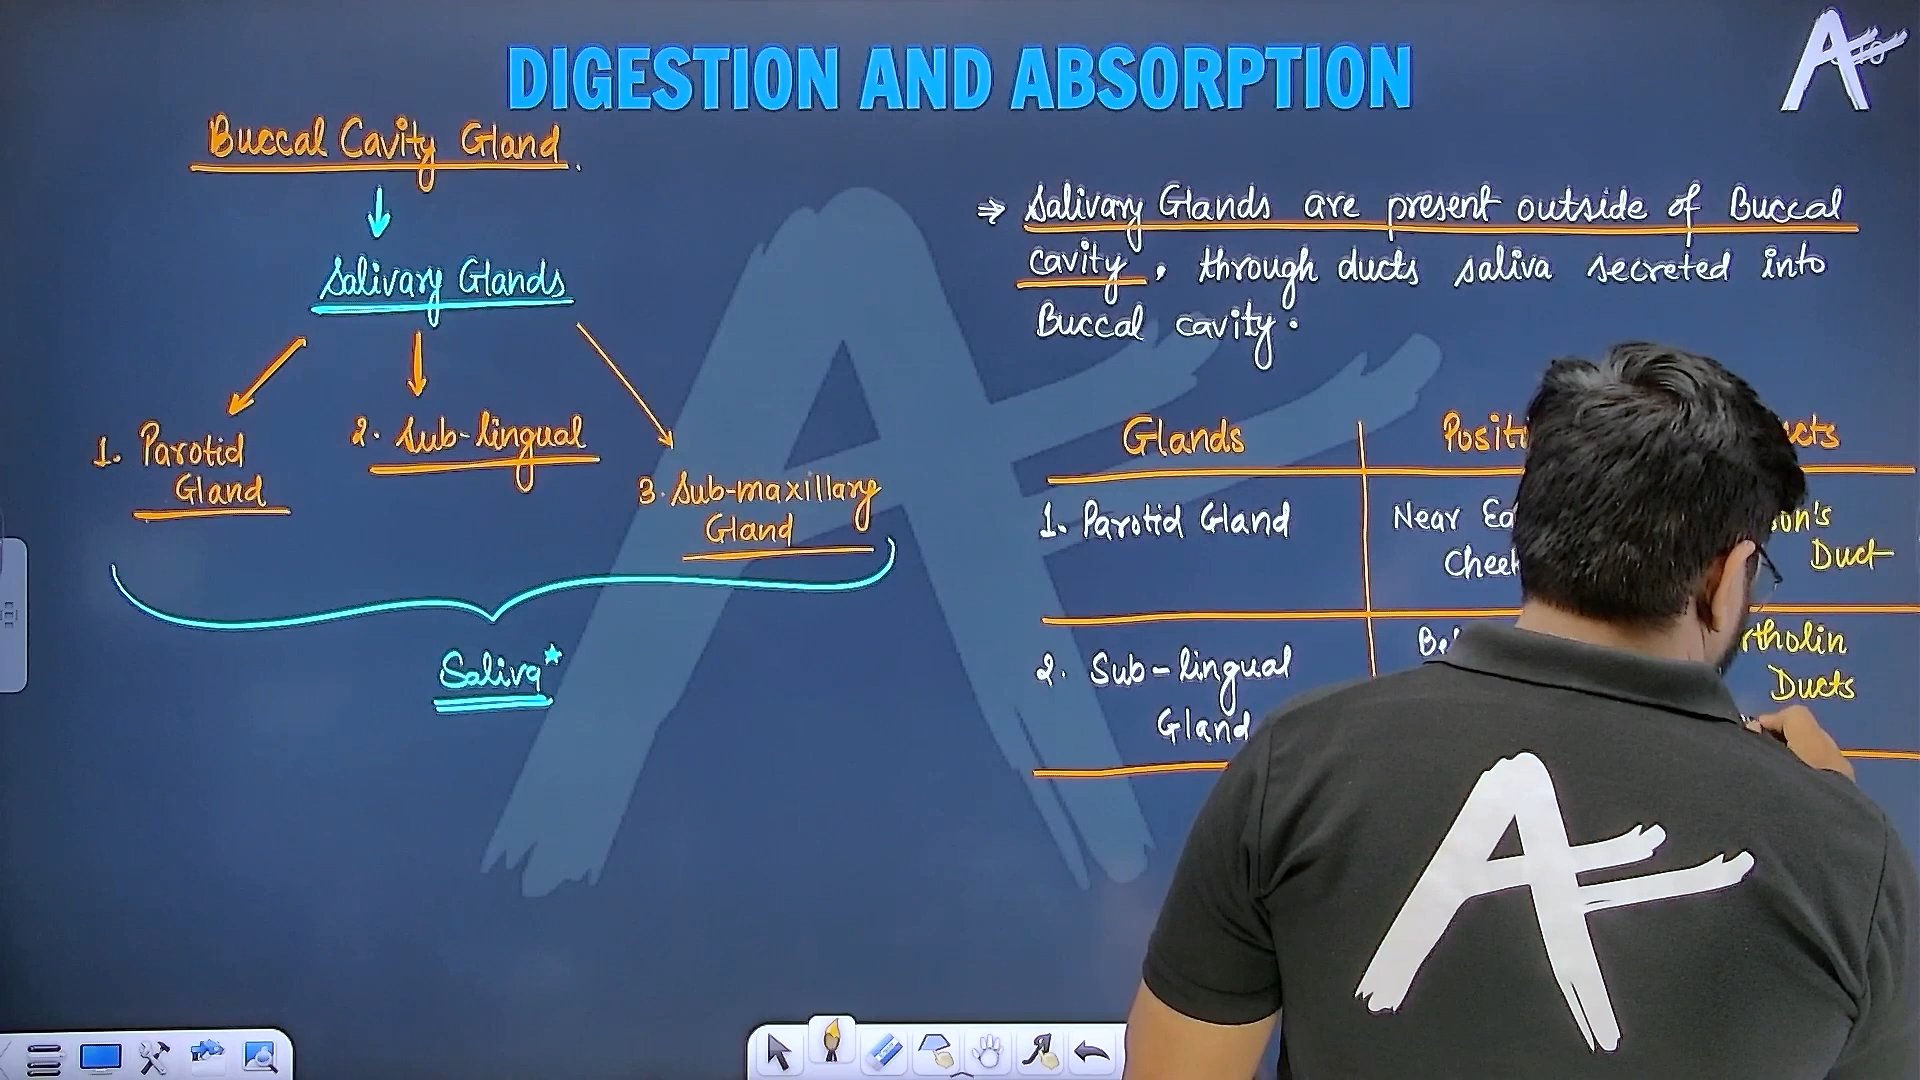 DIGESTION AND ABSORPTION
Buccal Cavity Gland.
Salivary Glands
1. Parotid
Gland
2. Sub-lingual
3. Sub-maxillary
Gland
Saliva*
⇒ Salivary Glands are present outside of Buccal
cavity, through ducts saliva secreted into
Buccal cavity.
Glands
1. Parotid Gland
Near
Duct
2. Sub-lingual
Ducts
Gland